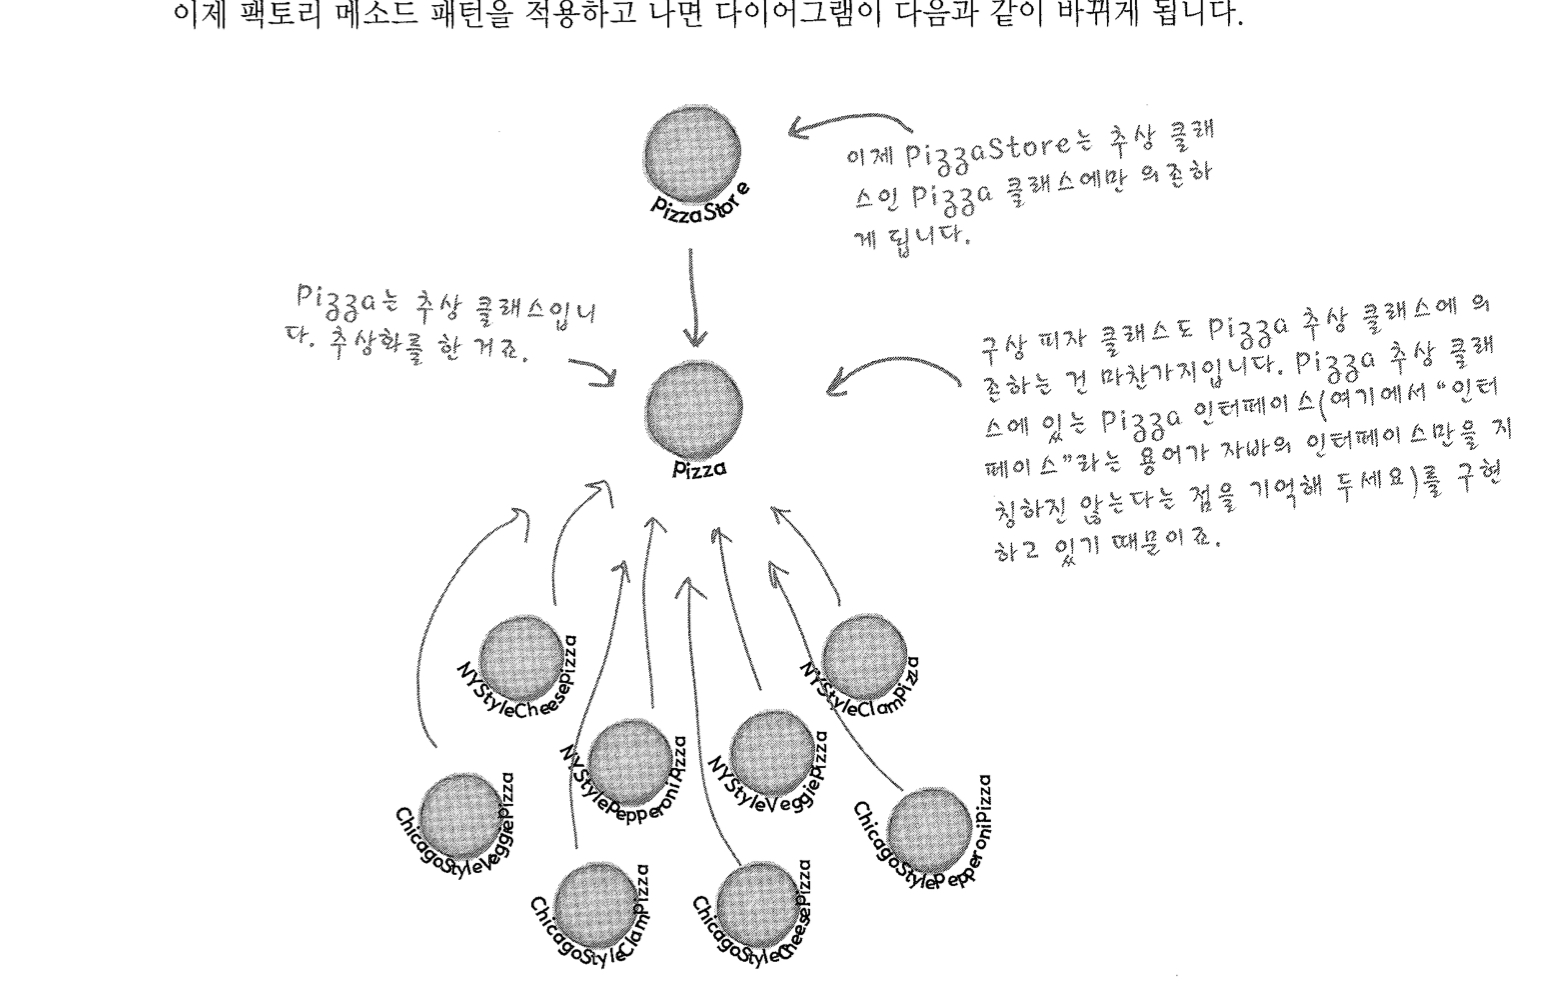 이제 팩토리 메소드 패턴을 적용하고 나면 다이어그램이 다음과 같이 바뀌게 됩니다.
PizzaStore
이제 PizzaStore는 추상 클래
스인 Pizza 클래스에만 의존하
게 됩니다.
Pizza는 추상 클래스입니
다. 추상화를 한 거죠.
Pizza
구상 피자 클래스도 Pizza 추상 클래스에 의
존하는 건 마찬가지입니다. Pizza 추상 클래
스에 있는 Pizza 인터페이스(여기에서 "인터
페이스"라는 용어가 자바의 인터페이스만을 지
칭하진 않는다는 점을 기억해 두세요)를 구현
하고 있기 때문이죠.
NYStyleCheesePizza
NYStyleClamPizza
NYStylePepperoniPizza
NYStyleVeggiePizza
ChicagoStyleVeggiePizza
ChicagoStylePepperoniPizza
ChicagoStyleClamPizza
ChicagoStyleCheesePizza